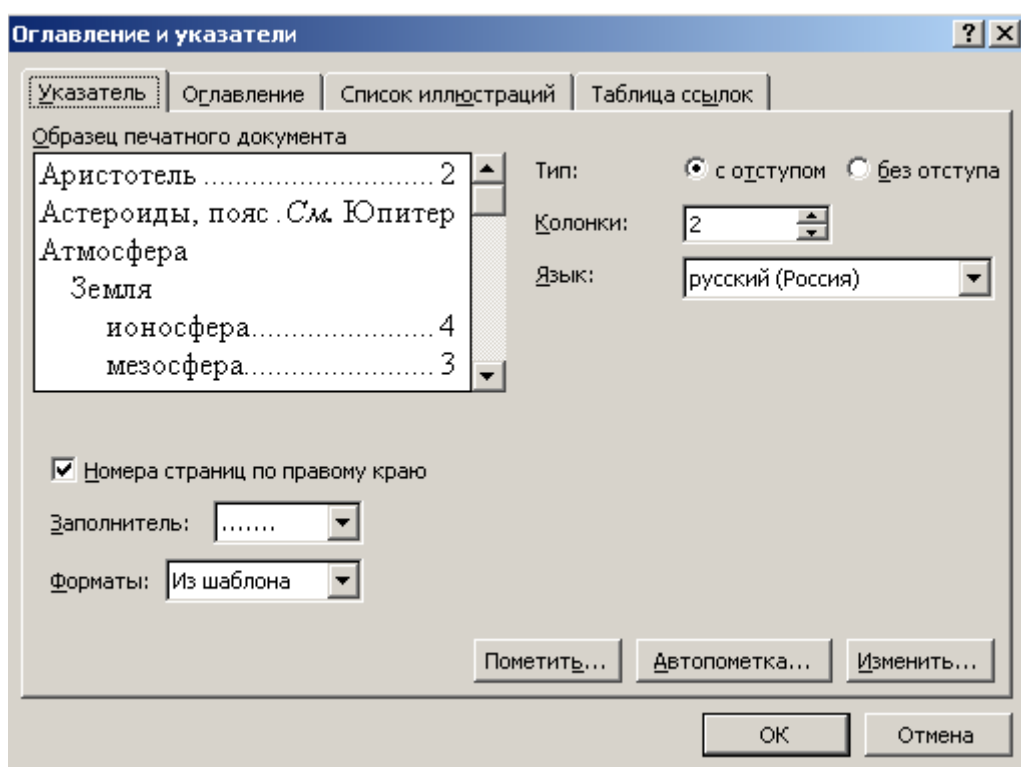 Оглавление и указатели
Указатель Оглавление Список иллюстраций Таблица ссылок
Образец печатного документа
Аристотель ............................ 2
Астероиды, пояс . См. Юпитер
Атмосфера
Земля
ионосфера....................... 4
мезосфера........................ 3
Тип: с отступом без отступа
Колонки: 2
Язык: русский (Россия)
Номера страниц по правому краю
Заполнитель: .......
Форматы: Из шаблона
Пометить... Автопометка... Изменить...
ОК Отмена